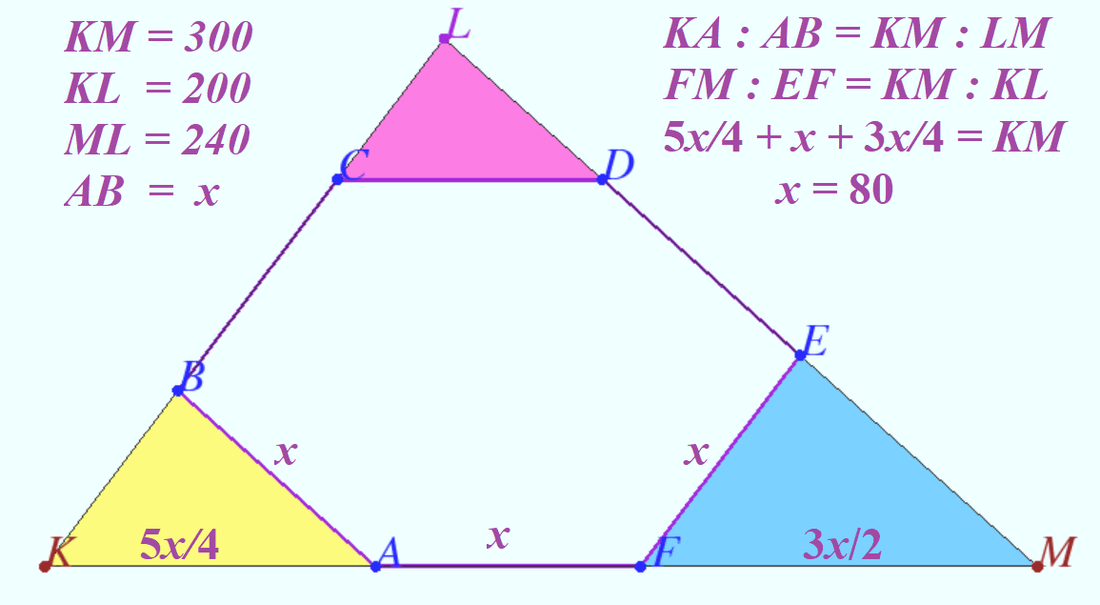 KM = 300
KL = 200
ML = 240
AB = x
KA : AB = KM : LM
FM : EF = KM : KL
5x/4 + x + 3x/4 = KM
x = 80
L
C
D
E
B
x
x
K
5x/4
A
x
F
3x/2
M